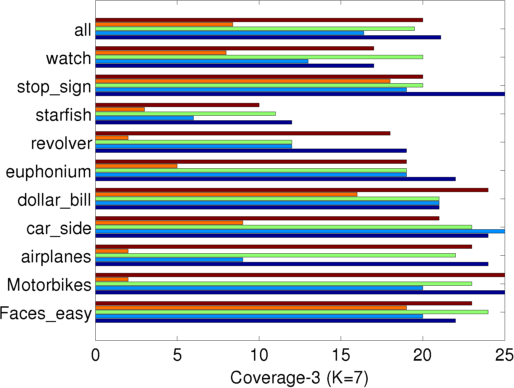 all
watch
stop_sign
starfish
revolver
euphonium
dollar_bill
car_side
airplanes
Motorbikes
Faces_easy
0 5 10 15 20 25
Coverage-3 (K=7)